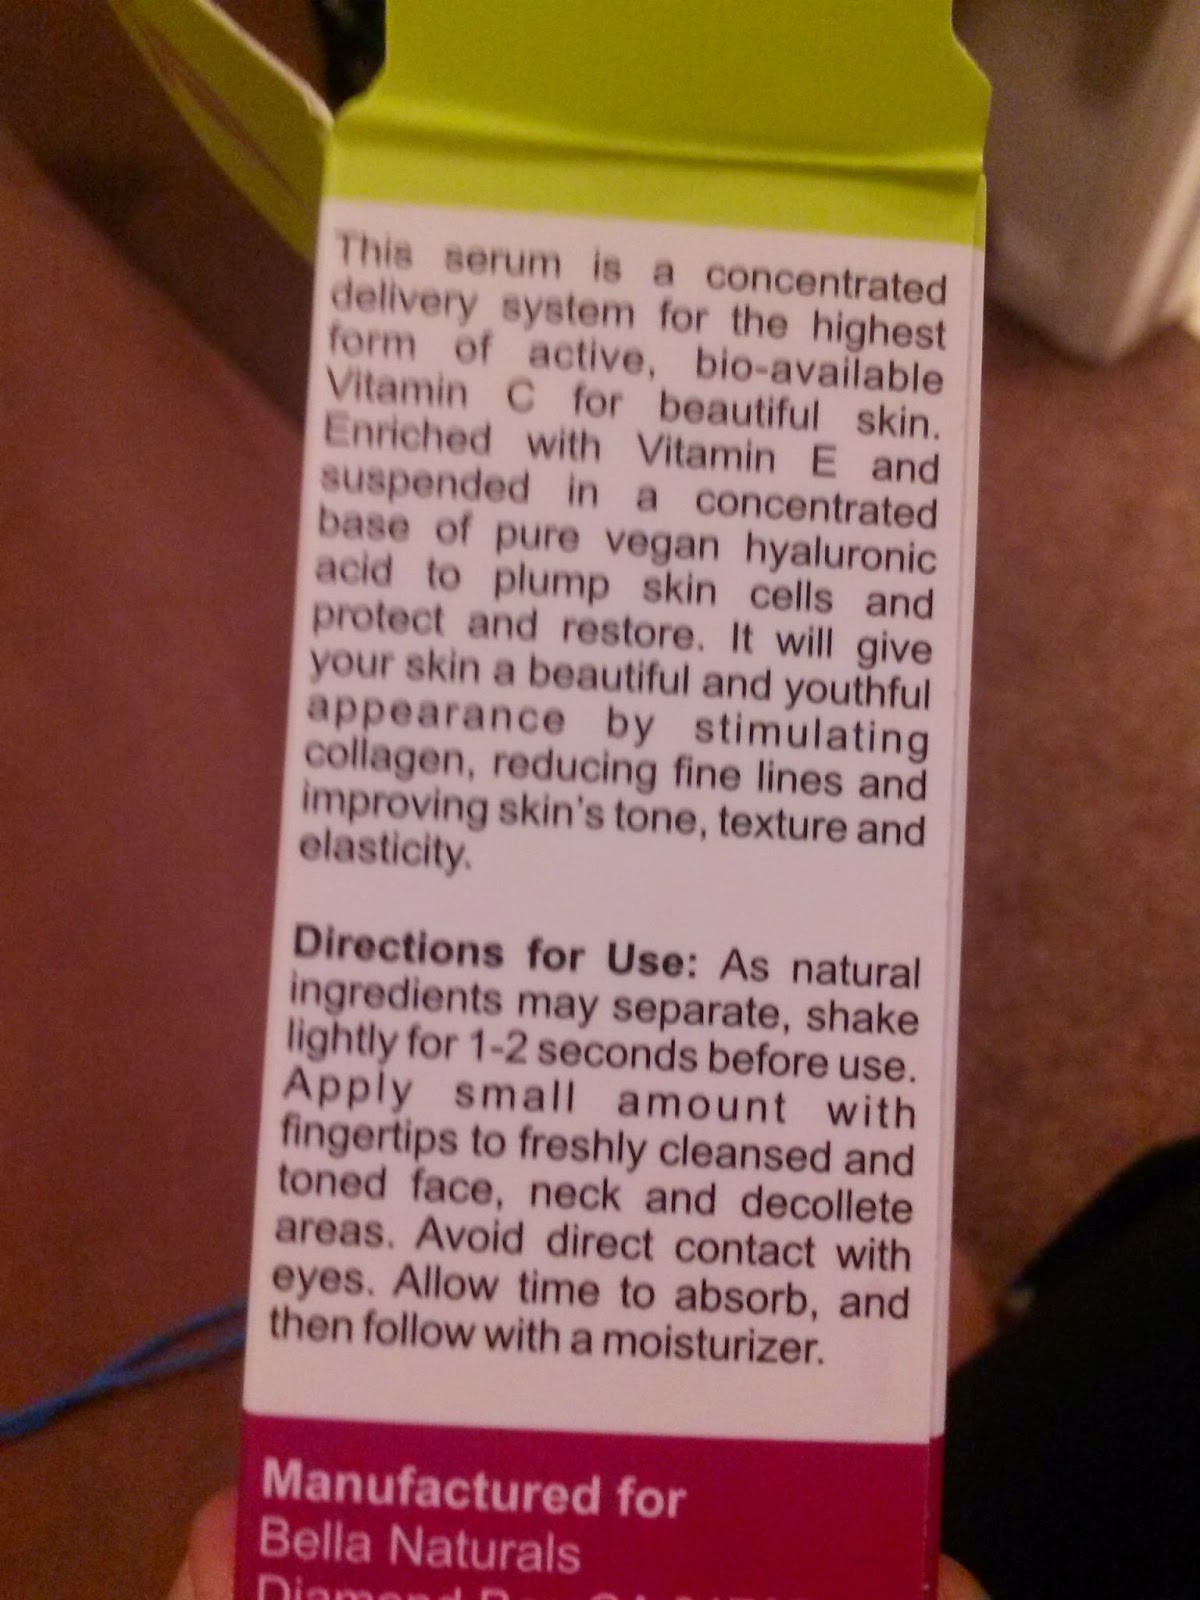 This serum is a concentrated
delivery system for the highest
form of active, bio-available
Vitamin C for beautiful skin.
Enriched with Vitamin E and
suspended in a concentrated
base of pure vegan hyaluronic
acid to plump skin cells and
protect and restore. It will give
your skin a beautiful and youthful
appearance by stimulating
collagen, reducing fine lines and
improving skin's tone, texture and
elasticity.
Directions for Use: As natural
ingredients may separate, shake
lightly for 1-2 seconds before use.
Apply small amount with
fingertips to freshly cleansed and
toned face, neck and decollete
areas. Avoid direct contact with
eyes. Allow time to absorb, and
then follow with a moisturizer.
Manufactured for
Bella Naturals
Diamond